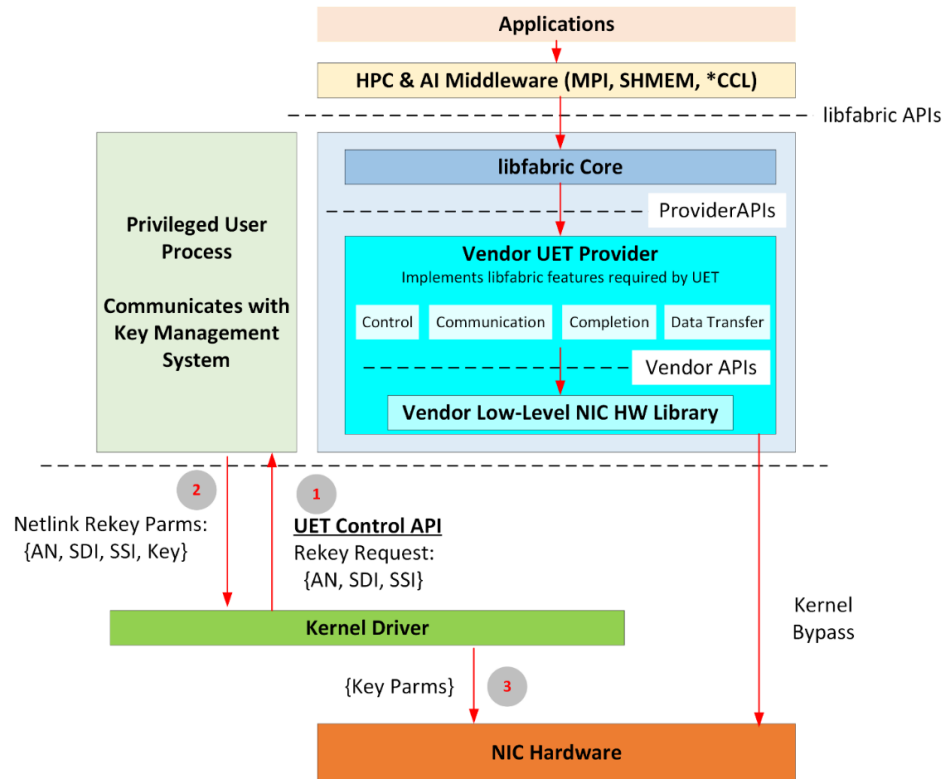 Applications
HPC & AI Middleware (MPI, SHMEM, *CCL)
libfabric APIs
Privileged User
Process
Communicates with
Key Management
System
libfabric Core
ProviderAPIs
Vendor UET Provider
Implements libfabric features required by UET
Control
Communication
Completion
Data Transfer
Vendor APIs
Vendor Low-Level NIC HW Library
2
Netlink Rekey Parms:
{AN, SDI, SSI, Key}
1
UET Control API
Rekey Request:
{AN, SDI, SSI}
Kernel
Bypass
Kernel Driver
{Key Parms}
3
NIC Hardware